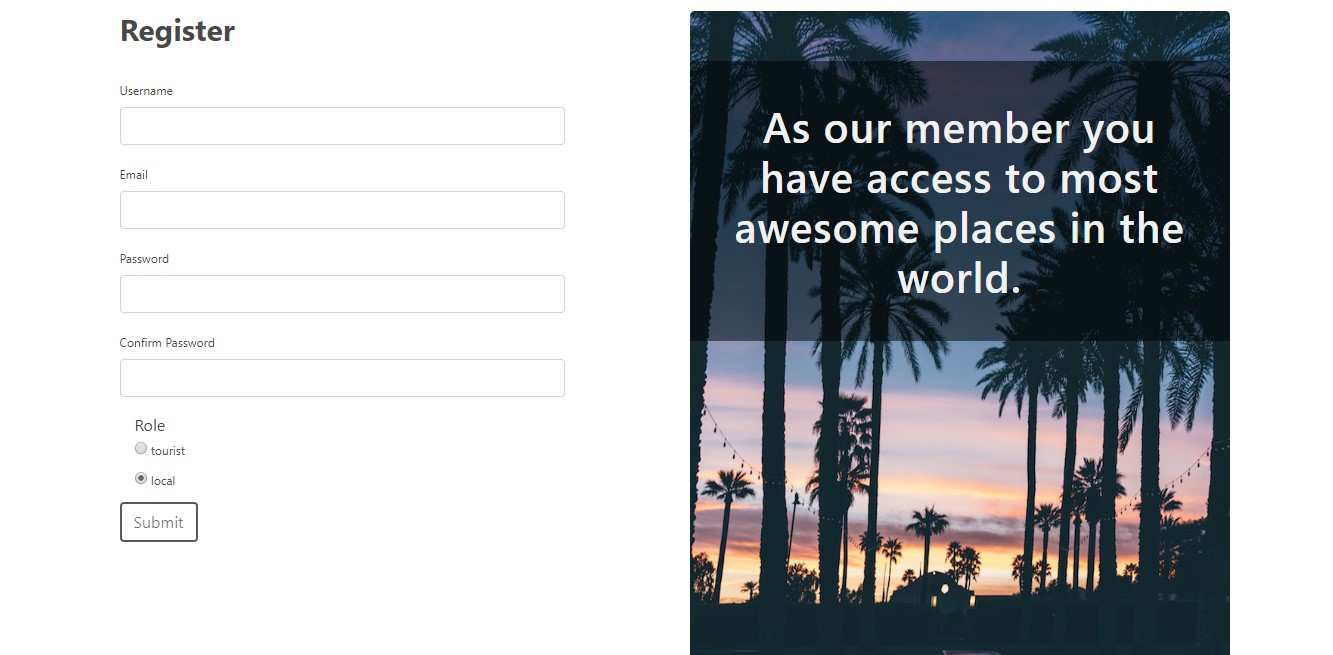 Register
Username
Email
Password
Confirm Password
Role
tourist
local
Submit
As our member you
have access to most
awesome places in the
world.